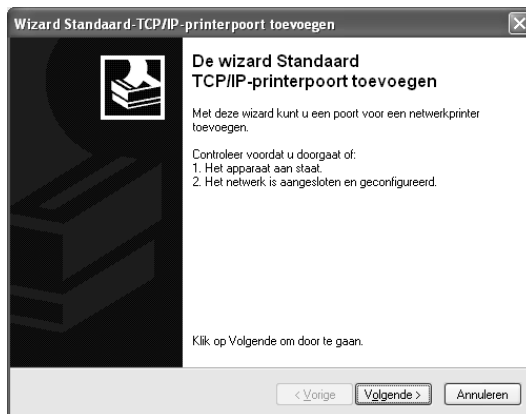 Wizard Standaard-TCP/IP-printerpoort toevoegen
De wizard Standaard
TCP/IP-printerpoort toevoegen
Met deze wizard kunt u een poort voor een netwerkprinter
toevoegen.
Controleer voordat u doorgaat of:
1. Het apparaat aan staat.
2. Het netwerk is aangesloten en geconfigureerd.
Klik op Volgende om door te gaan.
< Vorige
Volgende >
Annuleren